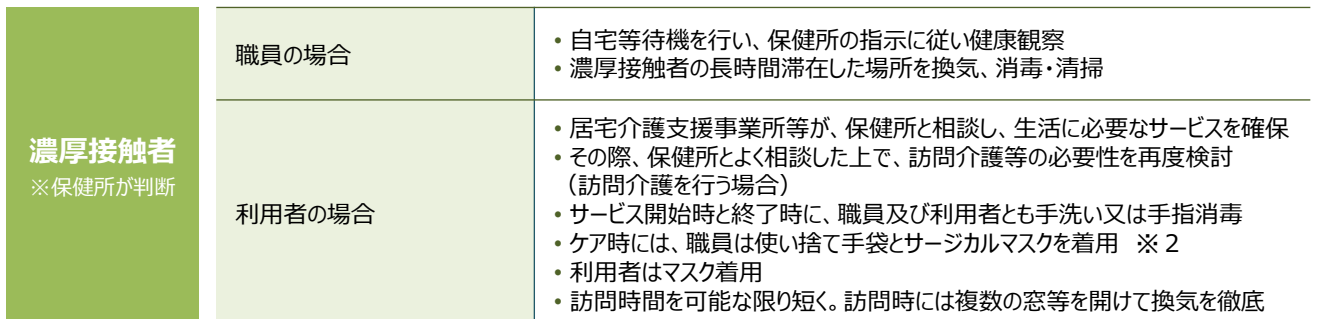 濃厚接触者
※保健所が判断
職員の場合
• 自宅等待機を行い、保健所の指示に従い健康観察
• 濃厚接触者の長時間滞在した場所を換気、消毒・清掃
利用者の場合
• 居宅介護支援事業所等が、保健所と相談し、生活に必要なサービスを確保
• その際、保健所とよく相談した上で、訪問介護等の必要性を再度検討
（訪問介護を行う場合）
• サービス開始時と終了時に、職員及び利用者とも手洗い又は手指消毒
• ケア時には、職員は使い捨て手袋とサージカルマスクを着用　※２
• 利用者はマスク着用
• 訪問時間を可能な限り短く。訪問時には複数の窓等を開けて換気を徹底